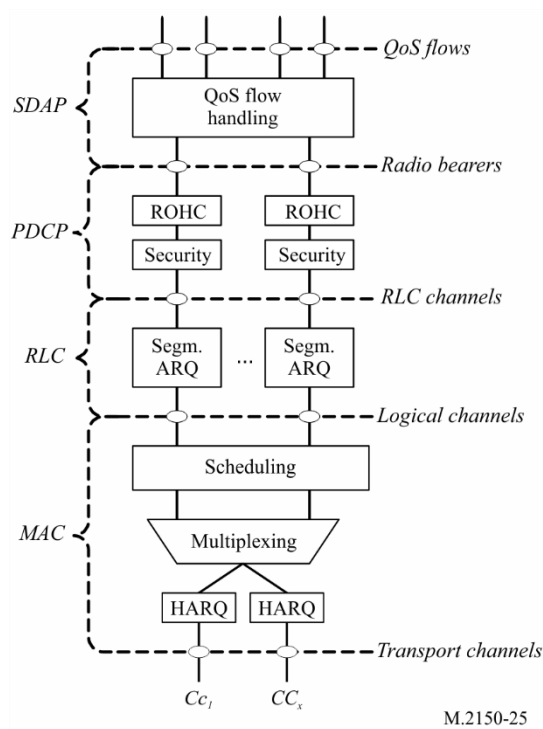 QoS flows
QoS flow
handling
SDAP
Radio bearers
ROHC ROHC
PDCP
Security Security
RLC channels
Segm. ... Segm.
ARQ ARQ
RLC
Logical channels
Scheduling
MAC
Multiplexing
HARQ HARQ
Transport channels
Cc1 CCx
M.2150-25